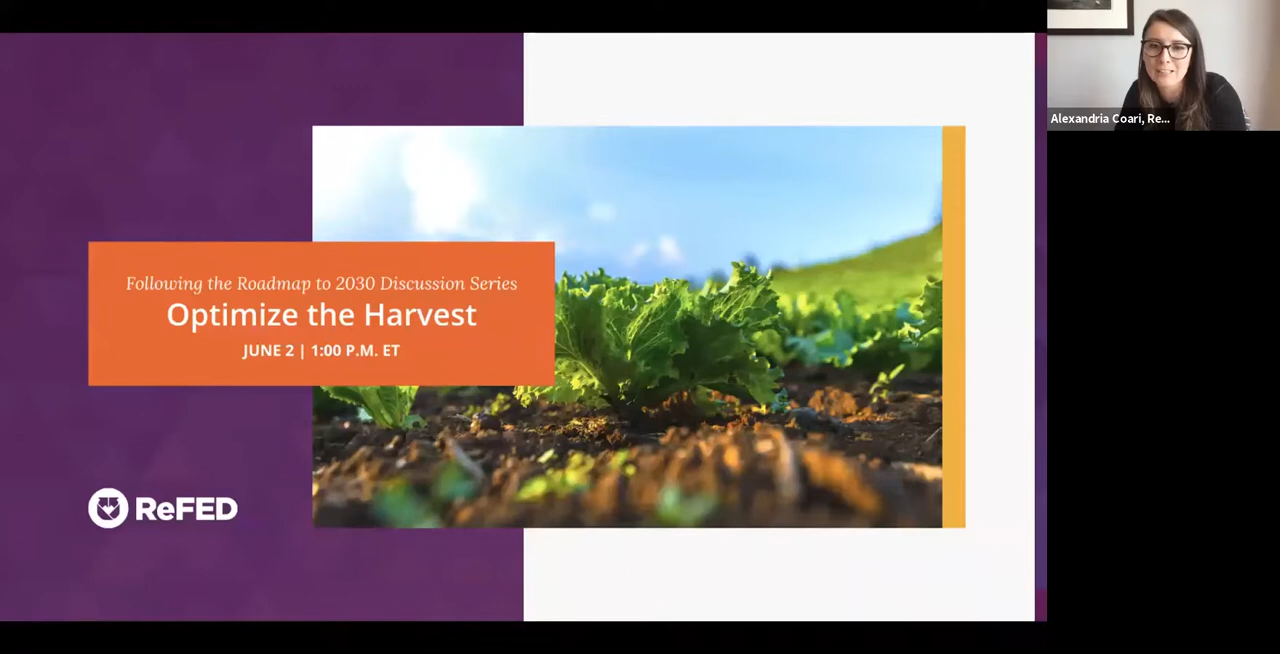 Following the Roadmap to 2030 Discussion Series
Optimize the Harvest
JUNE 2 | 1:00 P.M. ET
ReFED
Alexandria Coari, Re...